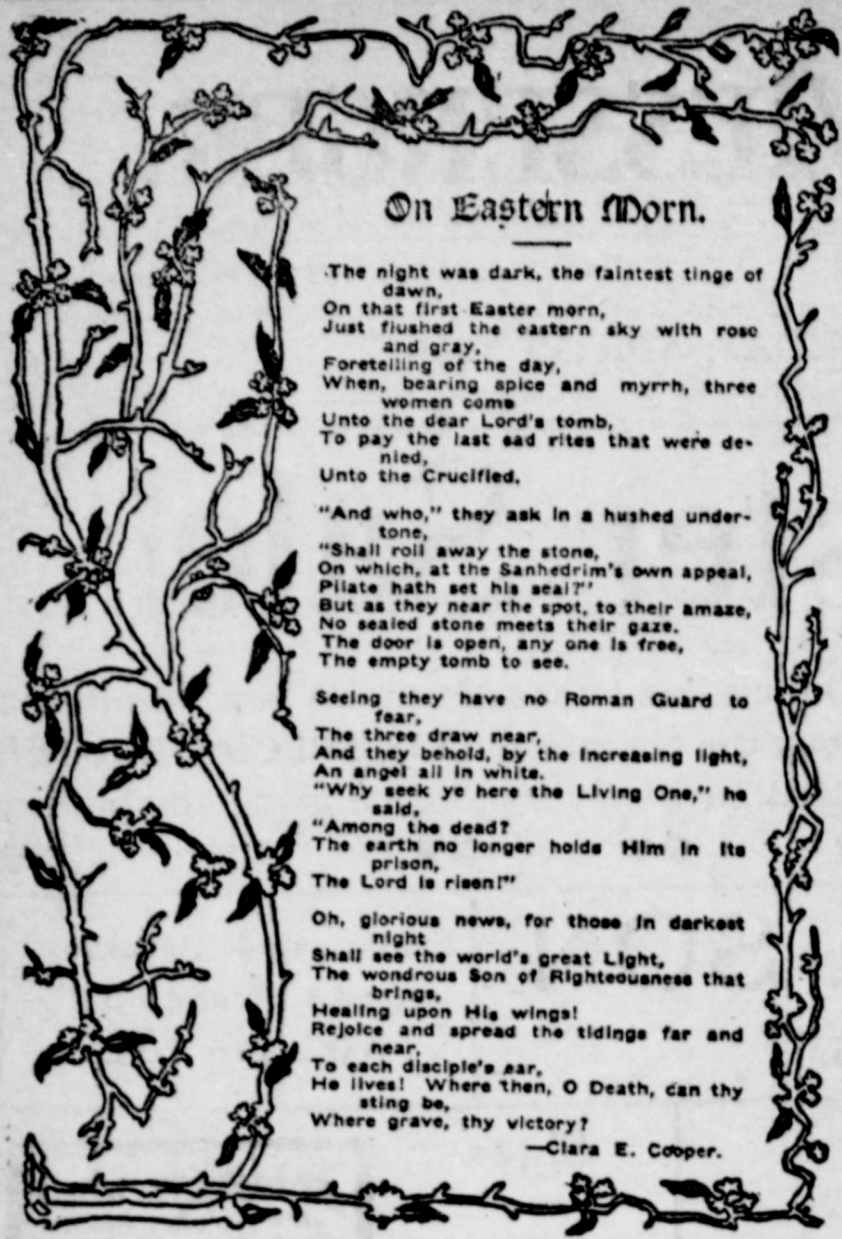 On Eastern Morn.
The night was dark, the faintest tinge of
dawn,
On that first Easter morn,
Just flushed the eastern sky with rose
and gray,
Foretelling of the day,
When, bearing spice and myrrh, three
women come
Unto the dear Lord's tomb,
To pay the last sad rites that were de-
nied,
Unto the Crucified.
"And who," they ask in a hushed under-
tone,
"Shall roll away the stone,
On which, at the Sanhedrim's own appeal,
Pilate hath set his seal?"
But as they near the spot, to their amaze,
No sealed stone meets their gaze.
The door is open, any one is free,
The empty tomb to see.
Seeing they have no Roman Guard to
fear,
The three draw near,
And they behold, by the increasing light,
An angel all in white.
"Why seek ye here the Living One," he
said,
"Among the dead?
The earth no longer holds Him in its
prison,
The Lord is risen!"
Oh, glorious news, for those in darkest
night
Shall see the world's great Light,
The wondrous Son of Righteousness that
brings,
Healing upon His wings!
Rejoice and spread the tidings far and
near,
To each disciple's ear,
He lives! Where then, O Death, can thy
sting be,
Where grave, thy victory?
—Clara E. Cooper.